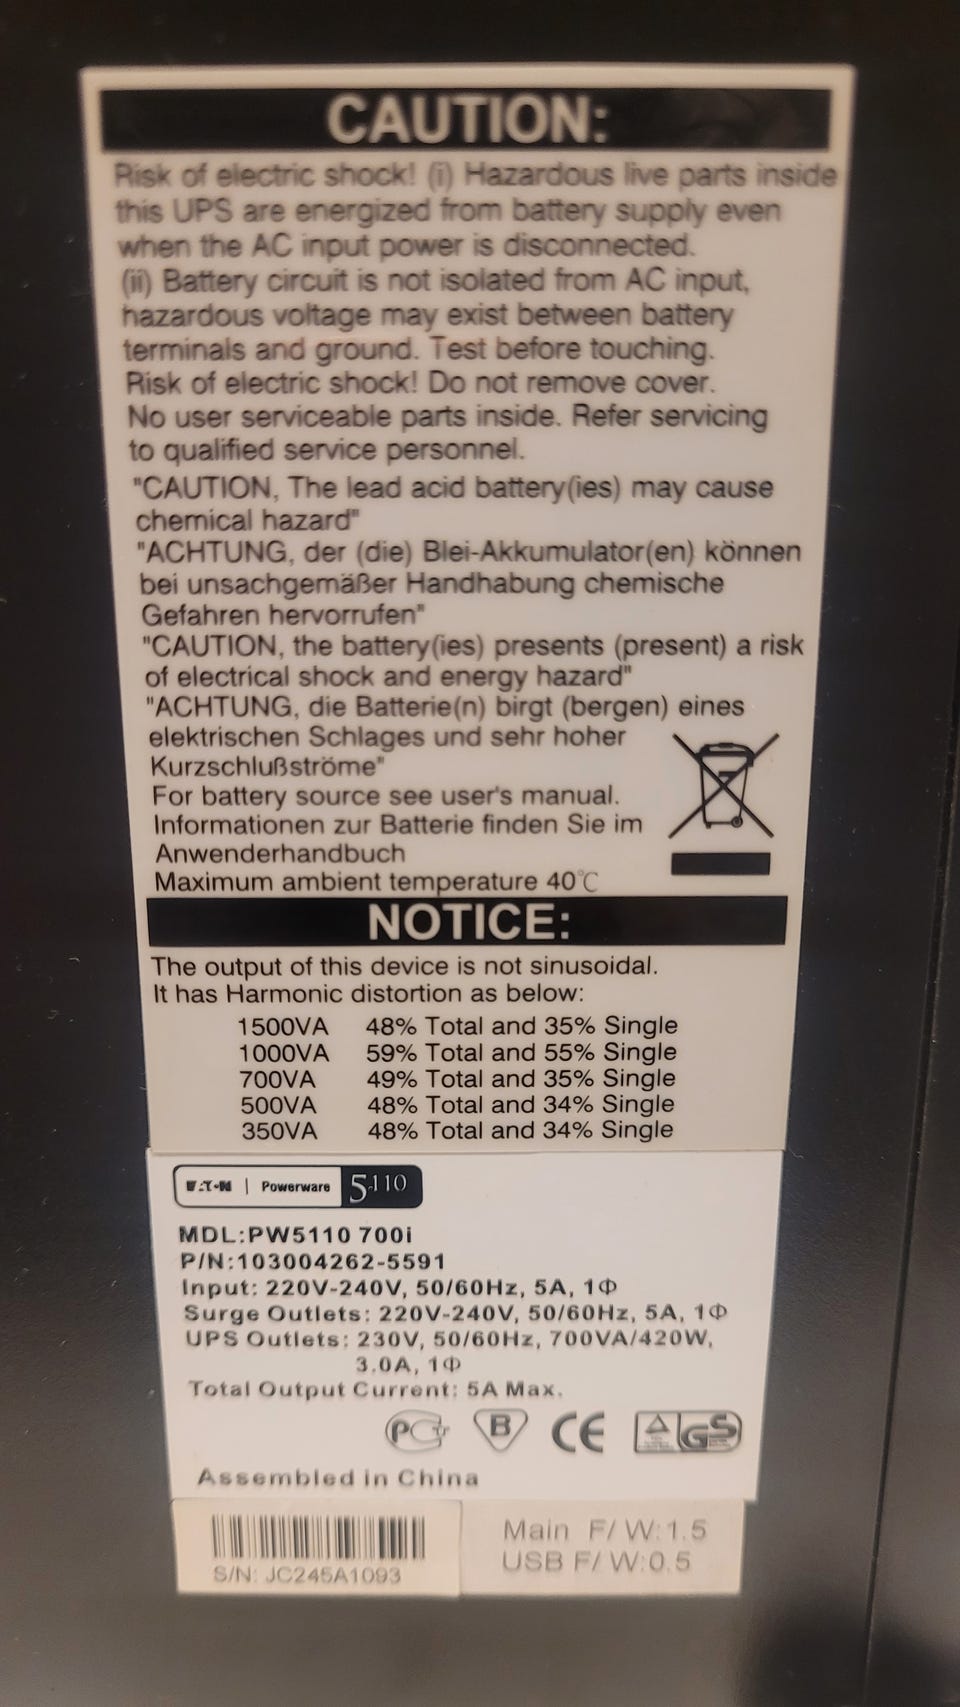 CAUTION:
Risk of electric shock! (i) Hazardous live parts inside
this UPS are energized from battery supply even
when the AC input power is disconnected.
(ii) Battery circuit is not isolated from AC input,
hazardous voltage may exist between battery
terminals and ground. Test before touching.
Risk of electric shock! Do not remove cover.
No user serviceable parts inside. Refer servicing
to qualified service personnel.
"CAUTION, The lead acid battery(ies) may cause
chemical hazard"
"ACHTUNG, der (die) Blei-Akkumulator(en) können
bei unsachgemäßer Handhabung chemische
Gefahren hervorrufen"
"CAUTION, the battery(ies) presents (present) a risk
of electrical shock and energy hazard"
"ACHTUNG, die Batterie(n) birgt (bergen) eines
elektrischen Schlages und sehr hoher
Kurzschlußströme"
For battery source see user's manual.
Informationen zur Batterie finden Sie im
Anwenderhandbuch
Maximum ambient temperature 40℃
NOTICE:
The output of this device is not sinusoidal.
It has Harmonic distortion as below:
1500VA 48% Total and 35% Single
1000VA 59% Total and 55% Single
700VA 49% Total and 35% Single
500VA 48% Total and 34% Single
350VA 48% Total and 34% Single
EATON | Powerware 5110
MDL:PW5110 700i
P/N:103004262-5591
Input: 220V-240V, 50/60Hz, 5A, 1Φ
Surge Outlets: 220V-240V, 50/60Hz, 5A, 1Φ
UPS Outlets: 230V, 50/60Hz, 700VA/420W,
3.0A, 1Φ
Total Output Current: 5A Max.
B CE GS
Assembled in China
S/N: JC245A1093
Main F/W:1.5
USB F/W:0.5